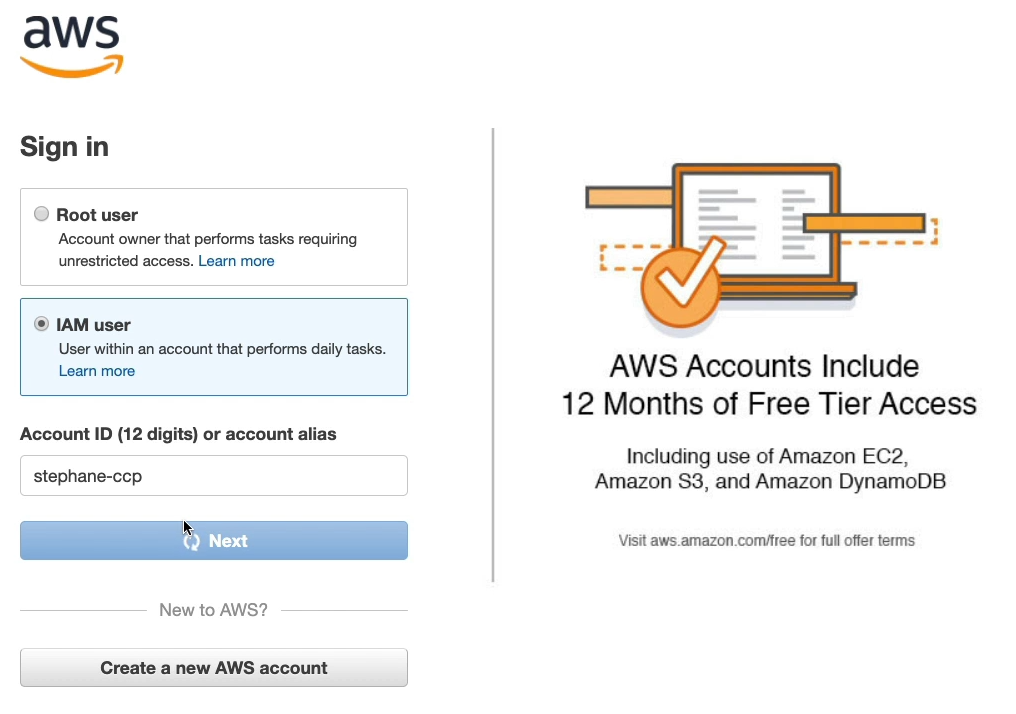 aws
Sign in
Root user
Account owner that performs tasks requiring
unrestricted access. Learn more
IAM user
User within an account that performs daily tasks.
Learn more
Account ID (12 digits) or account alias
stephane-ccp
Next
New to AWS?
Create a new AWS account
AWS Accounts Include
12 Months of Free Tier Access
Including use of Amazon EC2,
Amazon S3, and Amazon DynamoDB
Visit aws.amazon.com/free for full offer terms